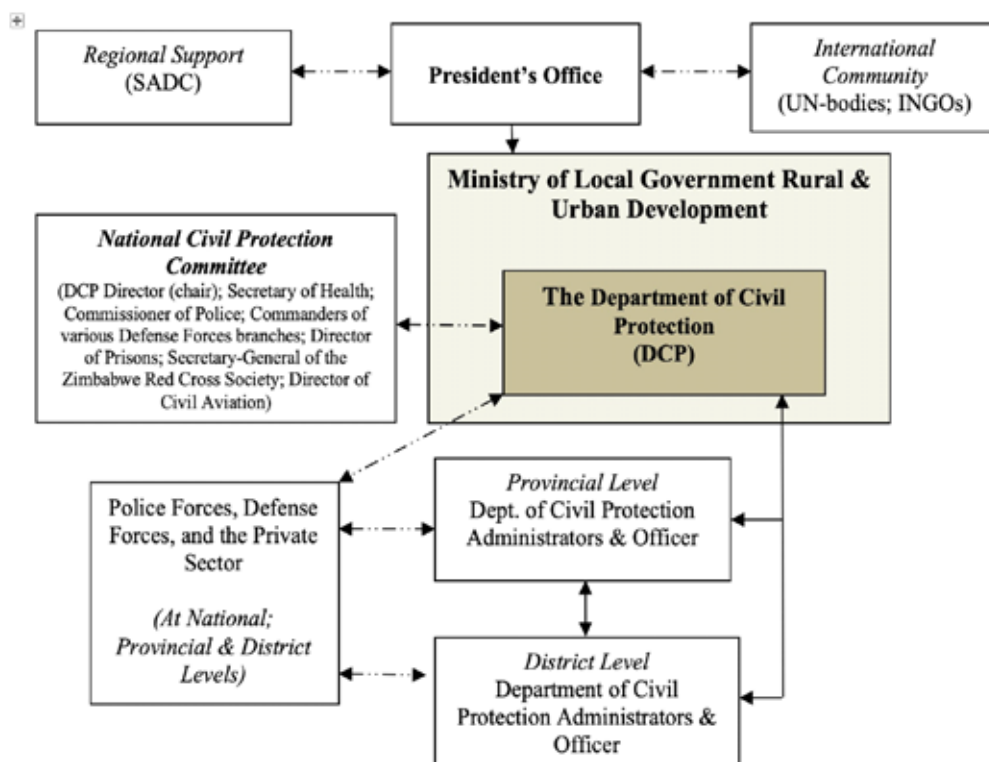 Regional Support
(SADC)
President’s Office
International
Community
(UN-bodies; INGOs)
Ministry of Local Government Rural &
Urban Development
National Civil Protection
Committee
(DCP Director (chair); Secretary of Health;
Commissioner of Police; Commanders of
various Defense Forces branches; Director
of Prisons; Secretary-General of the
Zimbabwe Red Cross Society; Director of
Civil Aviation)
The Department of Civil
Protection
(DCP)
Police Forces, Defense
Forces, and the Private
Sector
(At National;
Provincial & District
Levels)
Provincial Level
Dept. of Civil Protection
Administrators & Officer
District Level
Department of Civil
Protection Administrators &
Officer